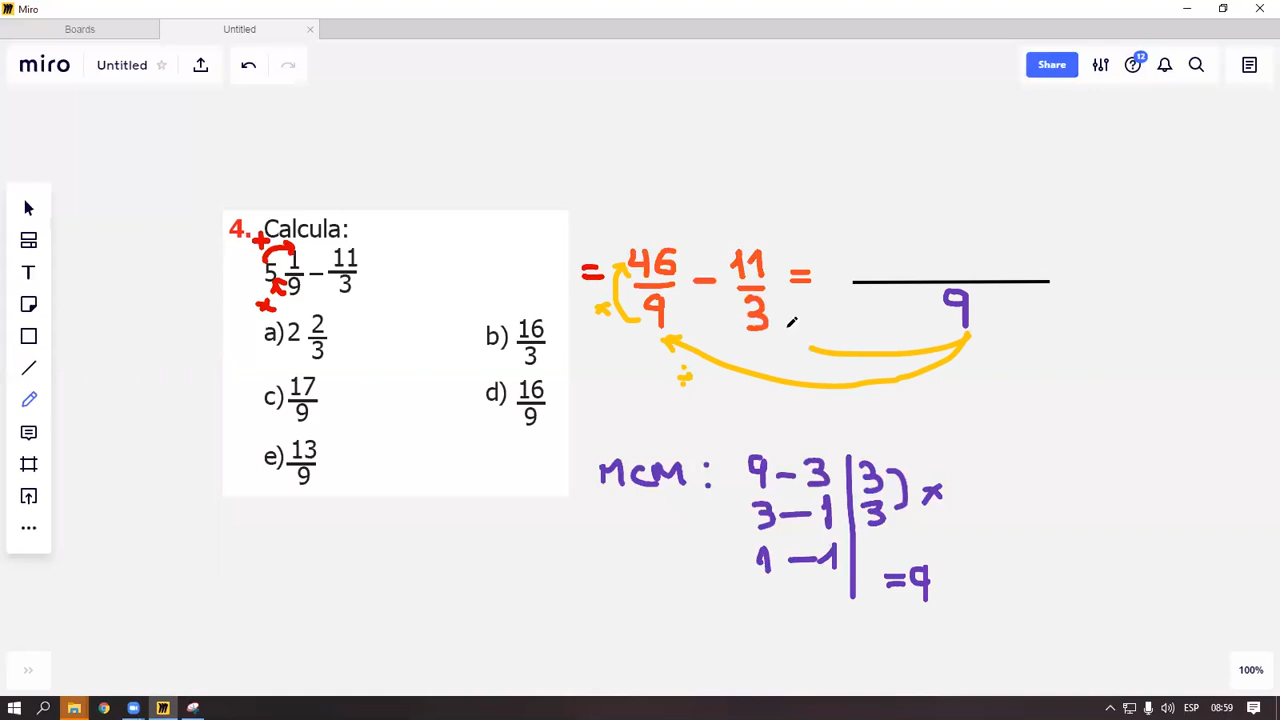 Miro
Boards
Untitled
miro
Untitled
Share
12
4. Calcula:
5 1/9 − 11/3
+
×
a) 2 2/3
b) 16/3
c) 17/9
d) 16/9
e) 13/9
= 46/9 − 11/3 = /9
×
÷
MCM : 9 − 3 | 3
3 − 1 | 3 ×
1 − 1 |
= 9
100%
ESP
08:59